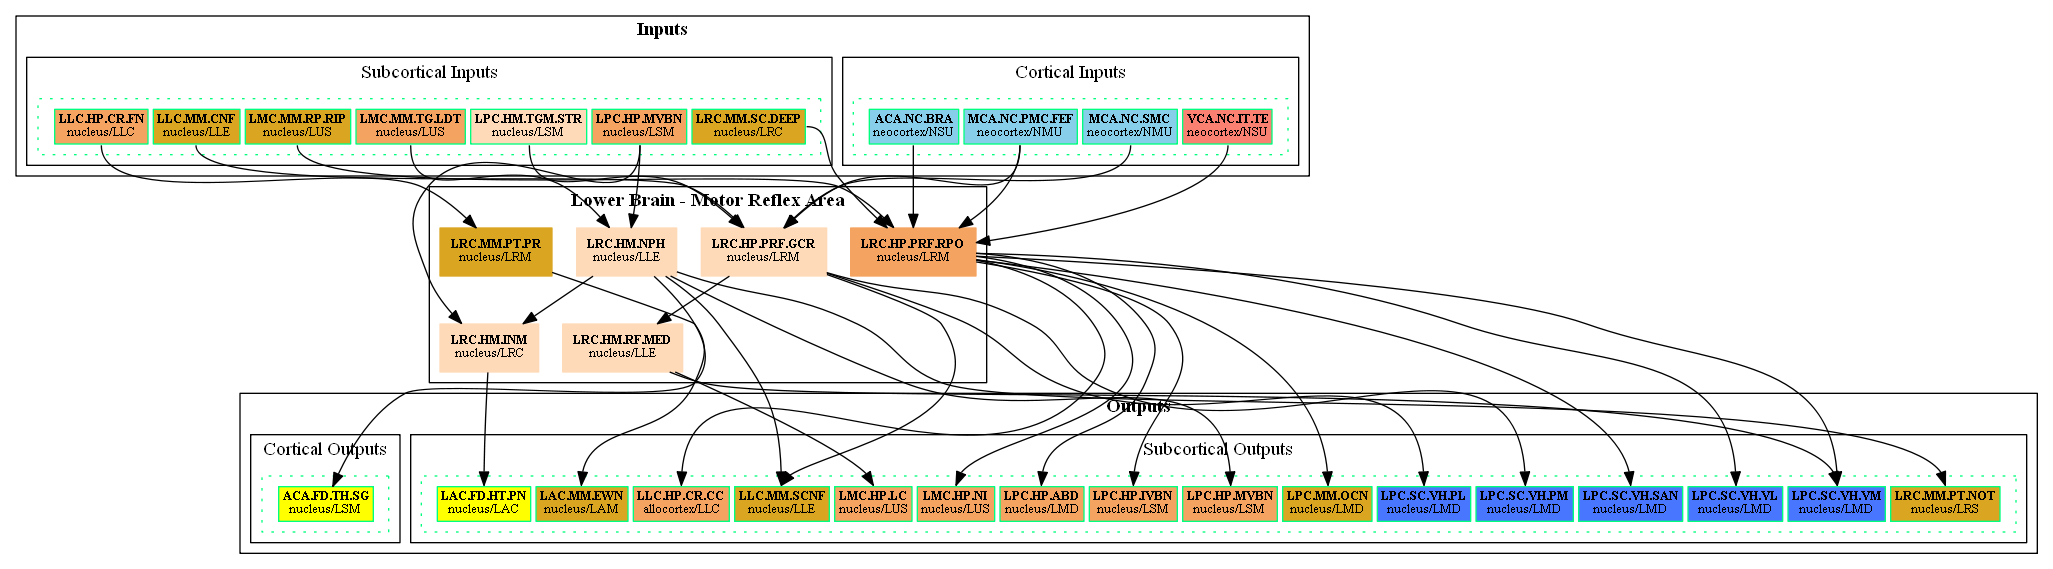 Inputs
Subcortical Inputs
Cortical Inputs
LLC.HP.CR.FN
nucleus/LLC
LLC.MM.CNF
nucleus/LLE
LMC.MM.RP.RIP
nucleus/LUS
LMC.MM.TG.LDT
nucleus/LUS
LPC.HM.TGM.STR
nucleus/LSM
LPC.HP.MVBN
nucleus/LSM
LRC.MM.SC.DEEP
nucleus/LRC
ACA.NC.BRA
neocortex/NSU
MCA.NC.PMC.FEF
neocortex/NMU
MCA.NC.SMC
neocortex/NMU
VCA.NC.IT.TE
neocortex/NSU
Lower Brain - Motor Reflex Area
LRC.MM.PT.PR
nucleus/LRM
LRC.HM.NPH
nucleus/LLE
LRC.HP.PRF.GCR
nucleus/LRM
LRC.HP.PRF.RPO
nucleus/LRM
LRC.HM.INM
nucleus/LRC
LRC.HM.RF.MED
nucleus/LLE
Outputs
Cortical Outputs
Subcortical Outputs
ACA.FD.TH.SG
nucleus/LSM
LAC.FD.HT.PN
nucleus/LAC
LAC.MM.EWN
nucleus/LAM
LLC.HP.CR.CC
allocortex/LLC
LLC.MM.SCNF
nucleus/LLE
LMC.HP.LC
nucleus/LUS
LMC.HP.NI
nucleus/LUS
LPC.HP.ABD
nucleus/LMD
LPC.HP.IVBN
nucleus/LSM
LPC.HP.MVBN
nucleus/LSM
LPC.MM.OCN
nucleus/LMD
LPC.SC.VH.PL
nucleus/LMD
LPC.SC.VH.PM
nucleus/LMD
LPC.SC.VH.SAN
nucleus/LMD
LPC.SC.VH.VL
nucleus/LMD
LPC.SC.VH.VM
nucleus/LMD
LRC.MM.PT.NOT
nucleus/LRS